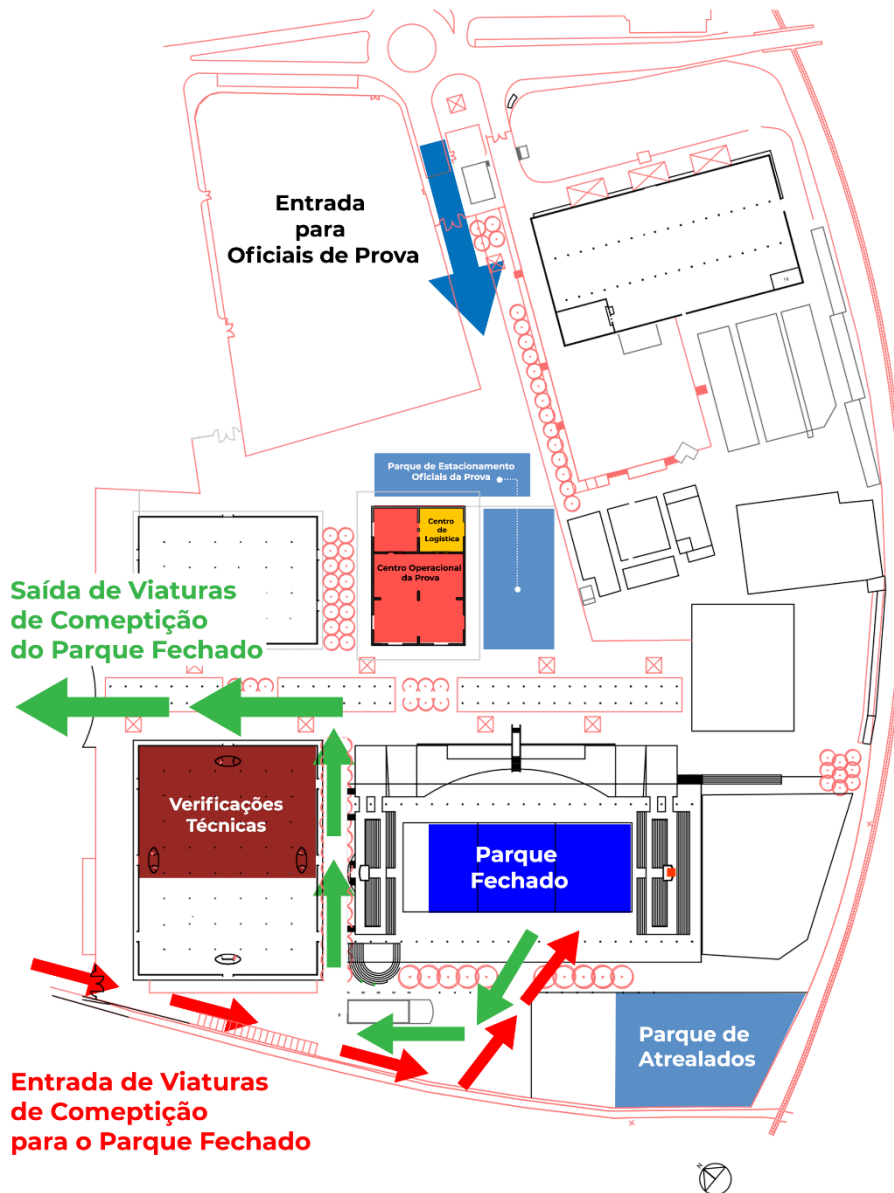 Entrada
para
Oficiais de Prova
Parque de Estacionamento
Oficiais da Prova
Centro
de
Logística
Centro Operacional
da Prova
Saída de Viaturas
de Comeptição
do Parque Fechado
Verificações
Técnicas
Parque
Fechado
Parque de
Atrealados
Entrada de Viaturas
de Comeptição
para o Parque Fechado
N